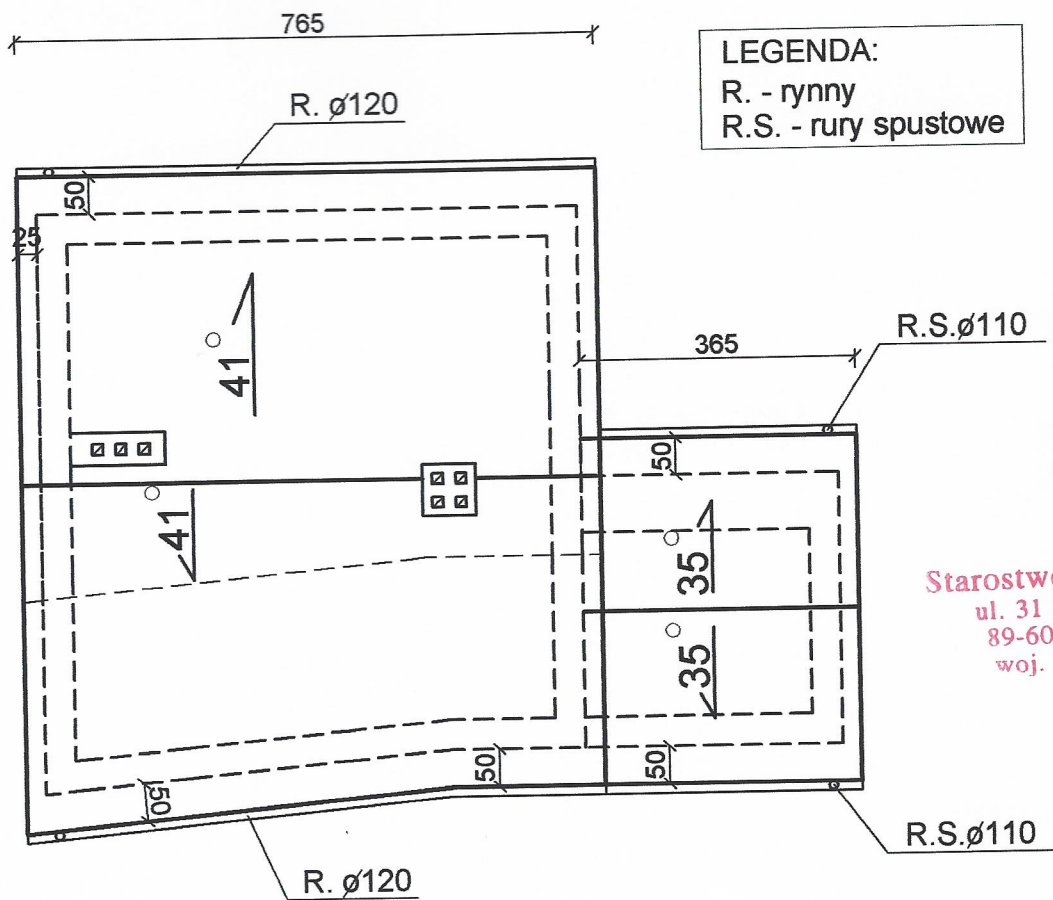 765
LEGENDA:
R. - rynny
R.S. - rury spustowe
R. ø120
50
25
R.S.ø110
365
41°
50
41°
35°
Starostw
ul. 31
89-60
woj.
35°
50
50
50
R.S.ø110
R. ø120